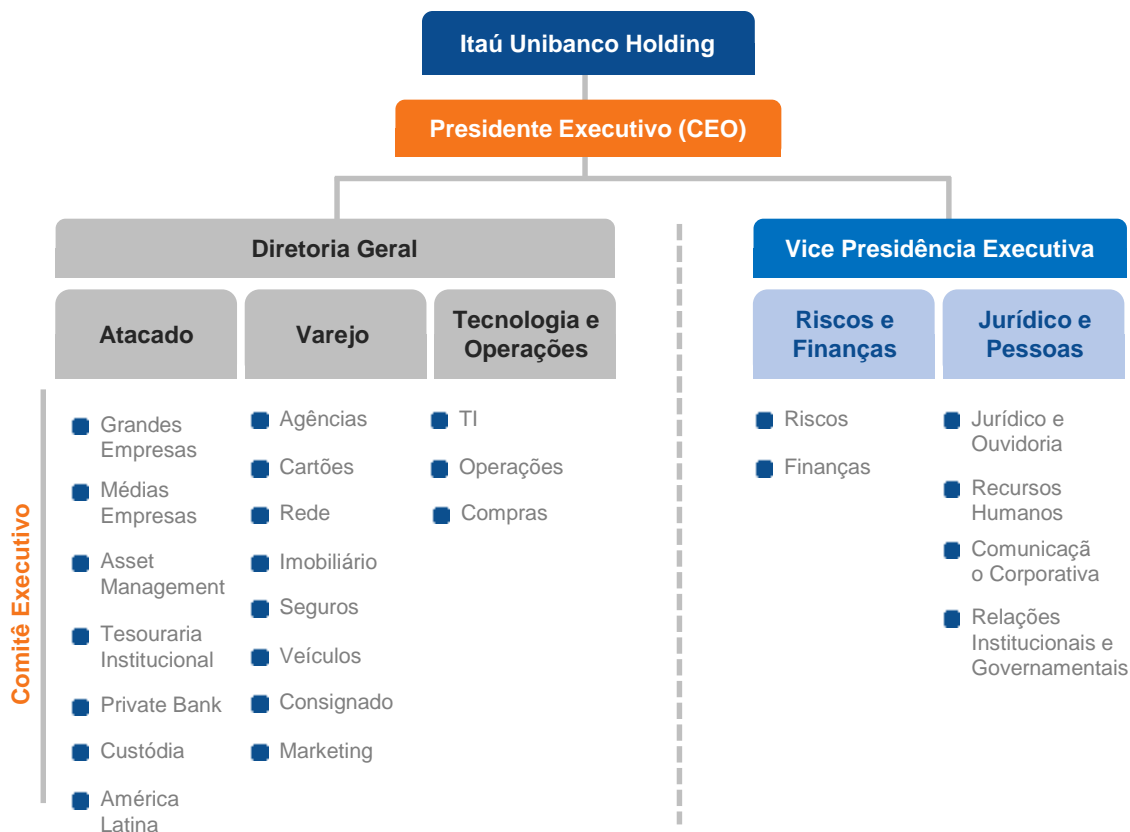 Itaú Unibanco Holding
Presidente Executivo (CEO)
Diretoria Geral
Vice Presidência Executiva
Atacado
Varejo
Tecnologia e
Operações
Riscos e
Finanças
Jurídico e
Pessoas
Comitê Executivo
Grandes
Empresas
Médias
Empresas
Asset
Management
Tesouraria
Institucional
Private Bank
Custódia
América
Latina
Agências
Cartões
Rede
Imobiliário
Seguros
Veículos
Consignado
Marketing
TI
Operações
Compras
Riscos
Finanças
Jurídico e
Ouvidoria
Recursos
Humanos
Comunicaçã
o Corporativa
Relações
Institucionais e
Governamentais